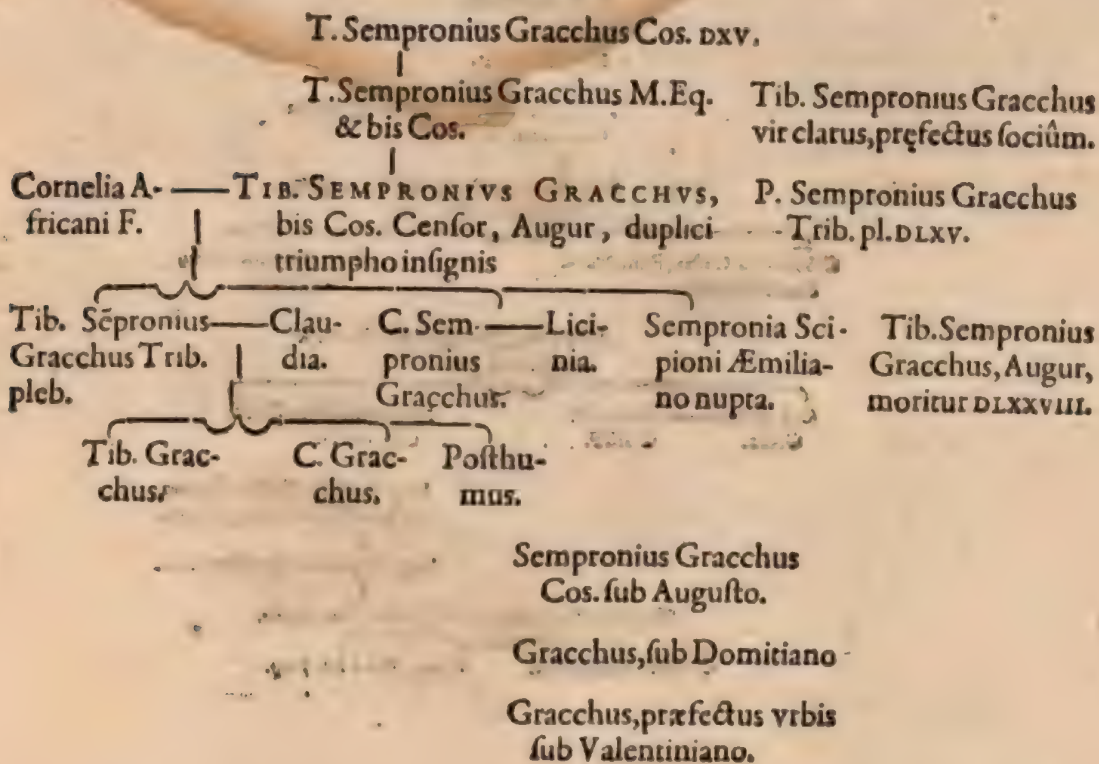 T. Sempronius Gracchus Cos. DXV.
T. Sempronius Gracchus M. Eq.
& bis Cos.
Tib. Sempronius Gracchus
vir clarus, pręfectus ſociûm.
Cornelia A-
fricani F.
TIB. SEMPRONIVS GRACCHVS,
bis Cos. Cenſor, Augur, duplici
triumpho inſignis
P. Sempronius Gracchus
Trib. pl. DLXV.
Tib. Sēpronius
Gracchus Trib.
pleb.
Clau-
dia.
C. Sem-
pronius
Gracchus.
Lici-
nia.
Sempronia Sci-
pioni Æmilia-
no nupta.
Tib. Sempronius
Gracchus, Augur,
moritur DLXXVIII.
Tib. Grac-
chus.
C. Grac-
chus.
Poſthu-
mus.
Sempronius Gracchus
Cos. ſub Auguſto.
Gracchus, ſub Domitiano
Gracchus, præfectus vrbis
ſub Valentiniano.